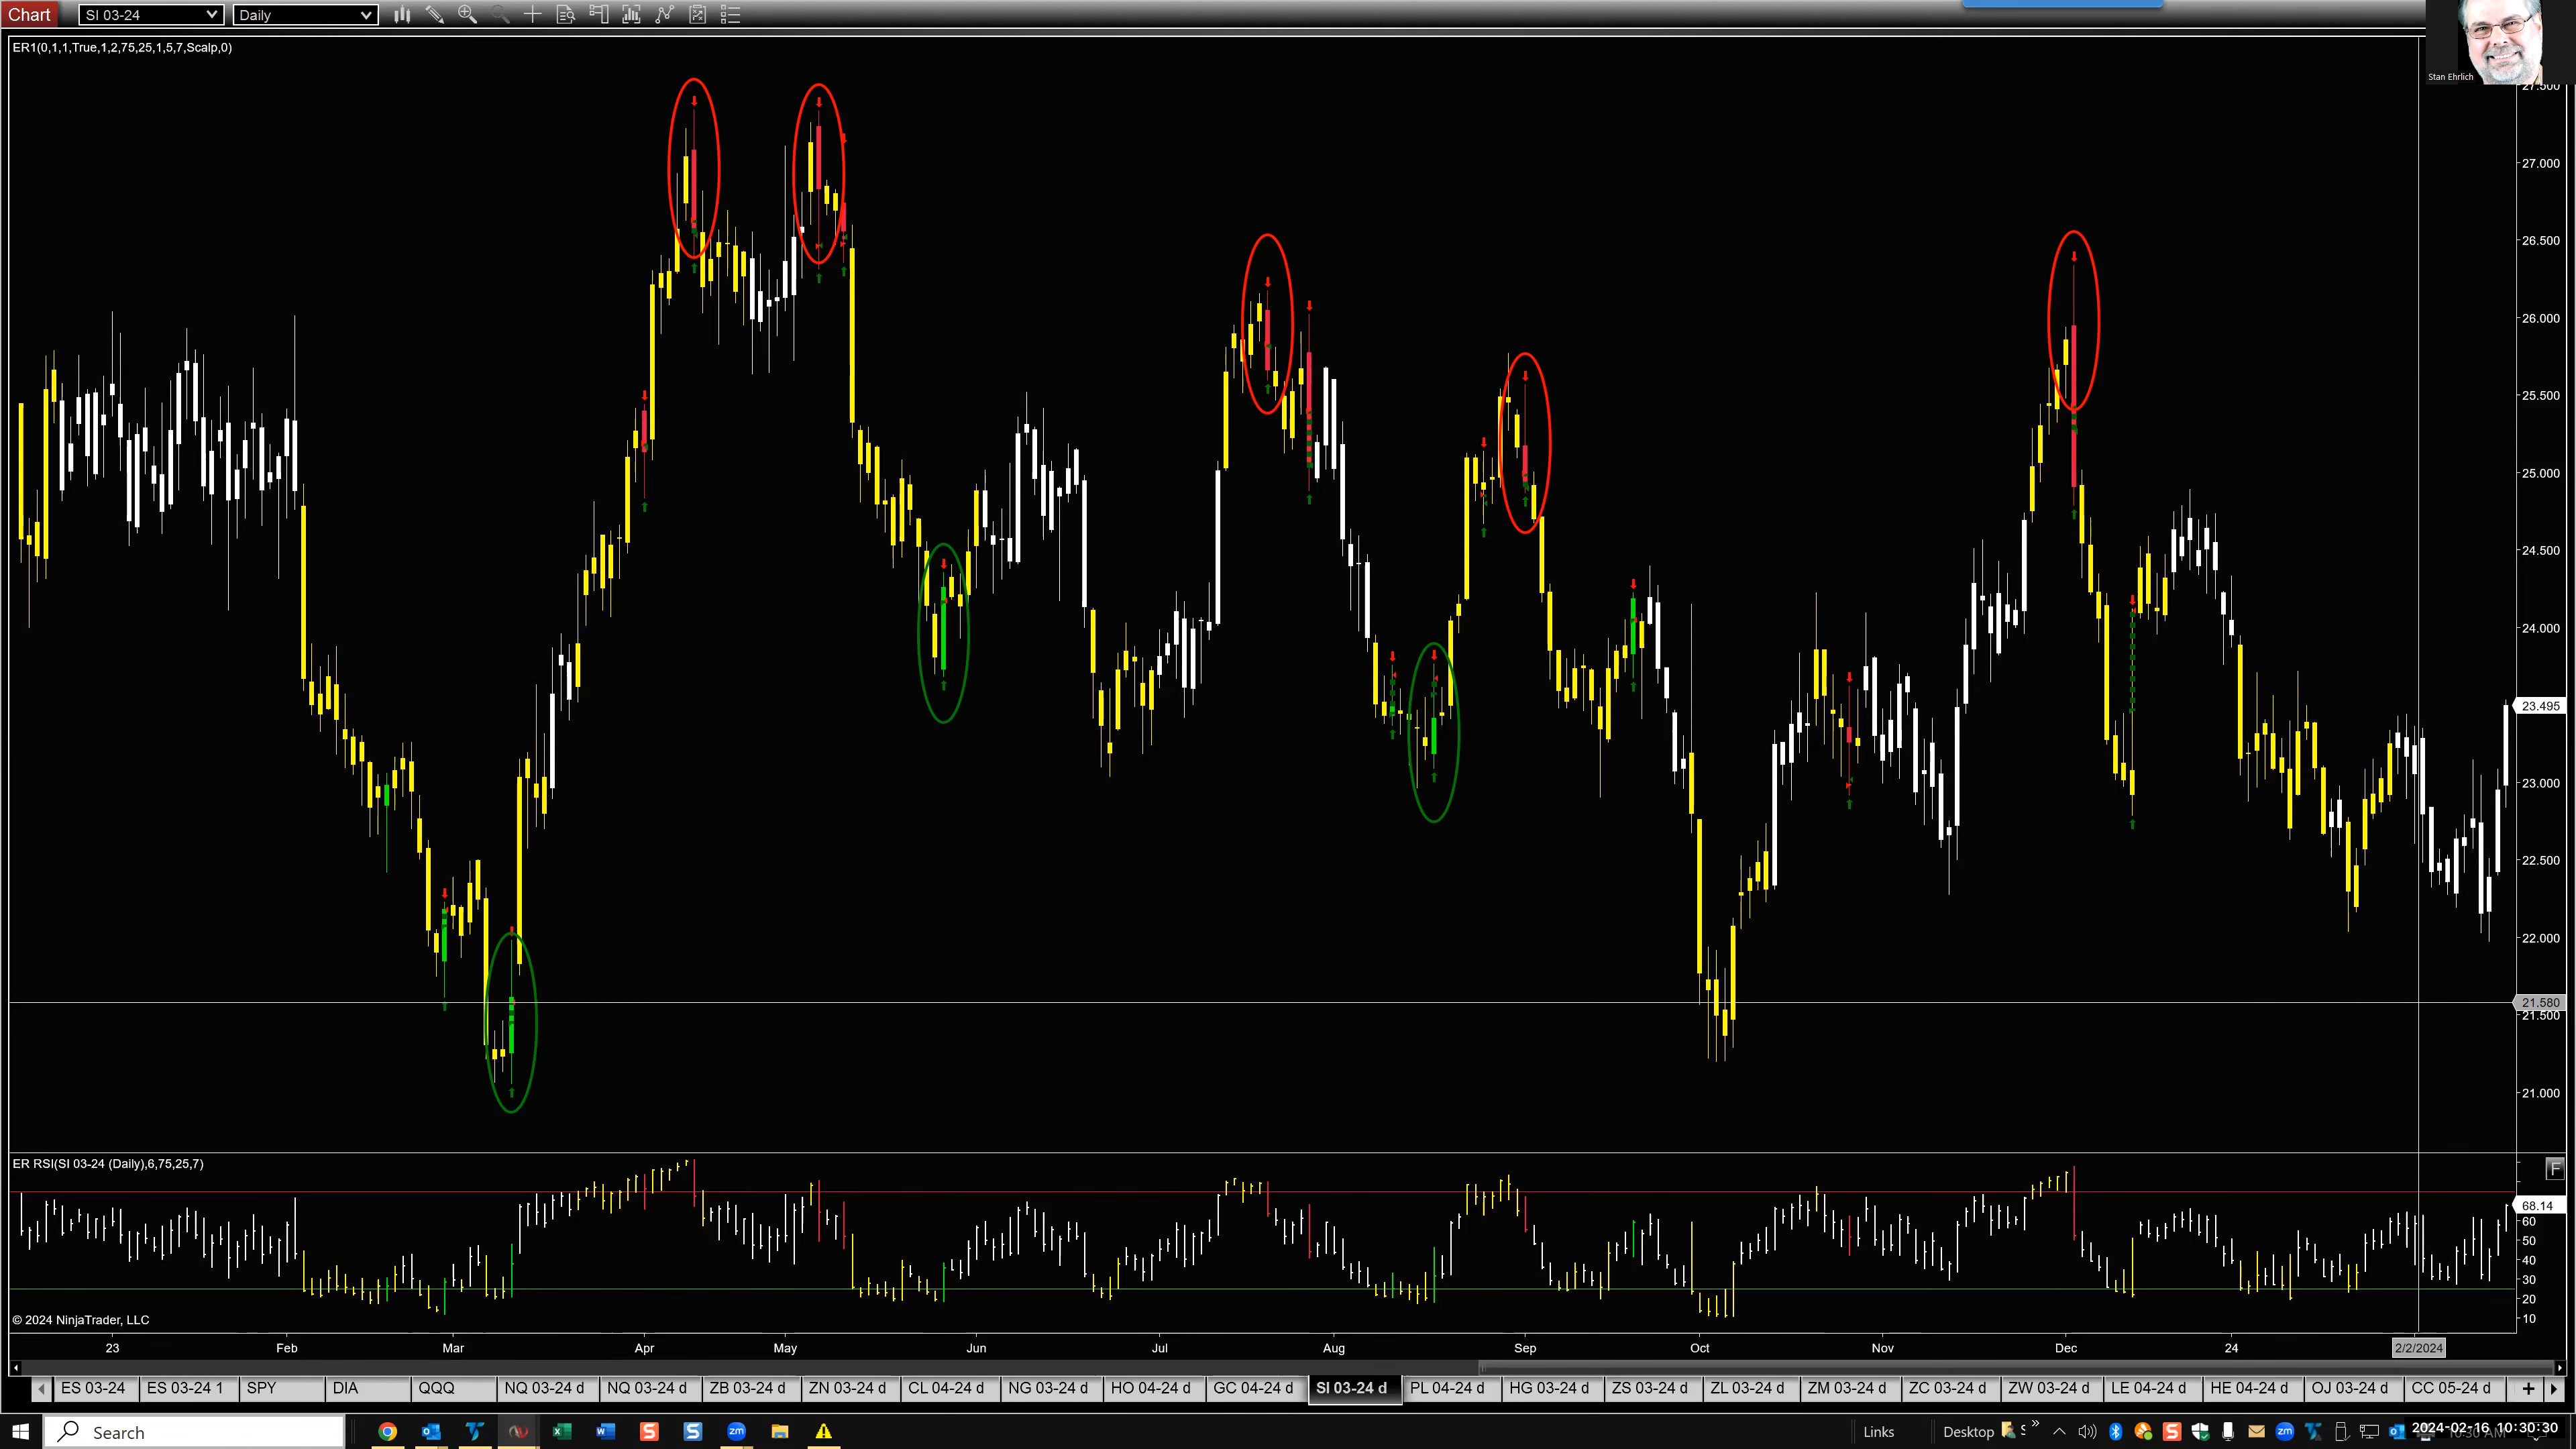 Chart SI 03-24 Daily
Stan Ehrlich
ER1(0,1,1,True,1,2,75,25,1,5,7,Scalp,0)
27.500
27.000
26.500
26.000
25.500
25.000
24.500
24.000
23.495
23.000
22.500
22.000
21.580
21.500
21.000
ER RSI(SI 03-24 (Daily),6,75,25,7)
F
68.14
60
50
40
30
20
10
© 2024 NinjaTrader, LLC
23 Feb Mar Apr May Jun Jul Aug Sep Oct Nov Dec 24 2/2/2024
ES 03-24 ES 03-24 1 SPY DIA QQQ NQ 03-24 d NQ 03-24 d ZB 03-24 d ZN 03-24 d CL 04-24 d NG 03-24 d HO 04-24 d GC 04-24 d SI 03-24 d PL 04-24 d HG 03-24 d ZS 03-24 d ZL 03-24 d ZM 03-24 d ZC 03-24 d ZW 03-24 d LE 04-24 d HE 04-24 d OJ 03-24 d CC 05-24 d +
Search Links Desktop 2024-02-16 10:30:30